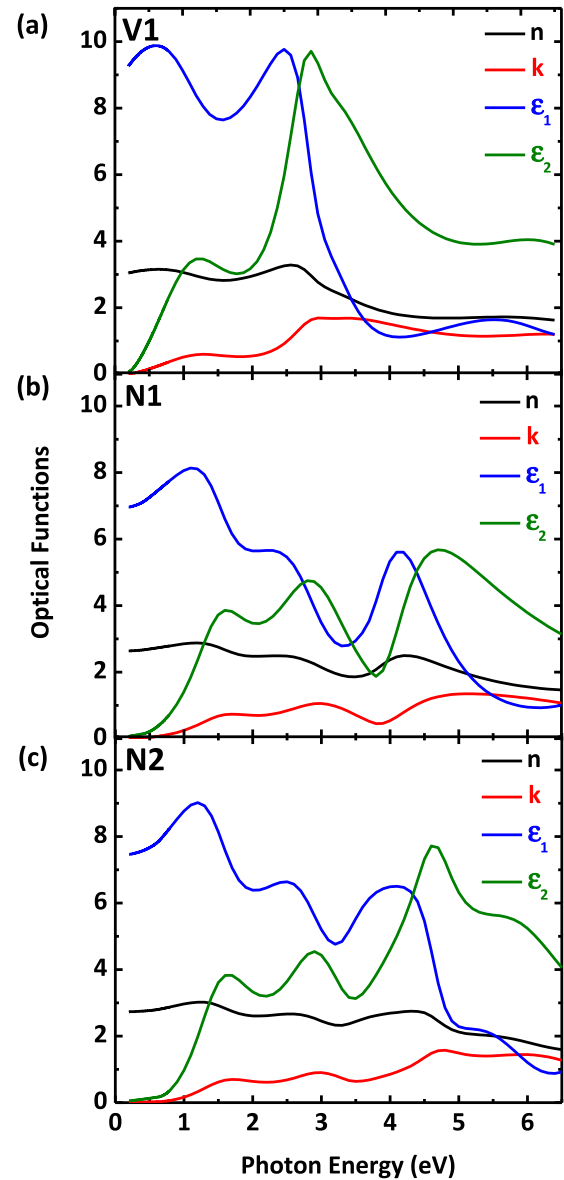 (a)
V1
n
k
ε1
ε2
10
8
6
4
2
0
(b)
N1
n
k
ε1
ε2
10
8
6
4
2
0
Optical Functions
(c)
N2
n
k
ε1
ε2
10
8
6
4
2
0
0 1 2 3 4 5 6
Photon Energy (eV)